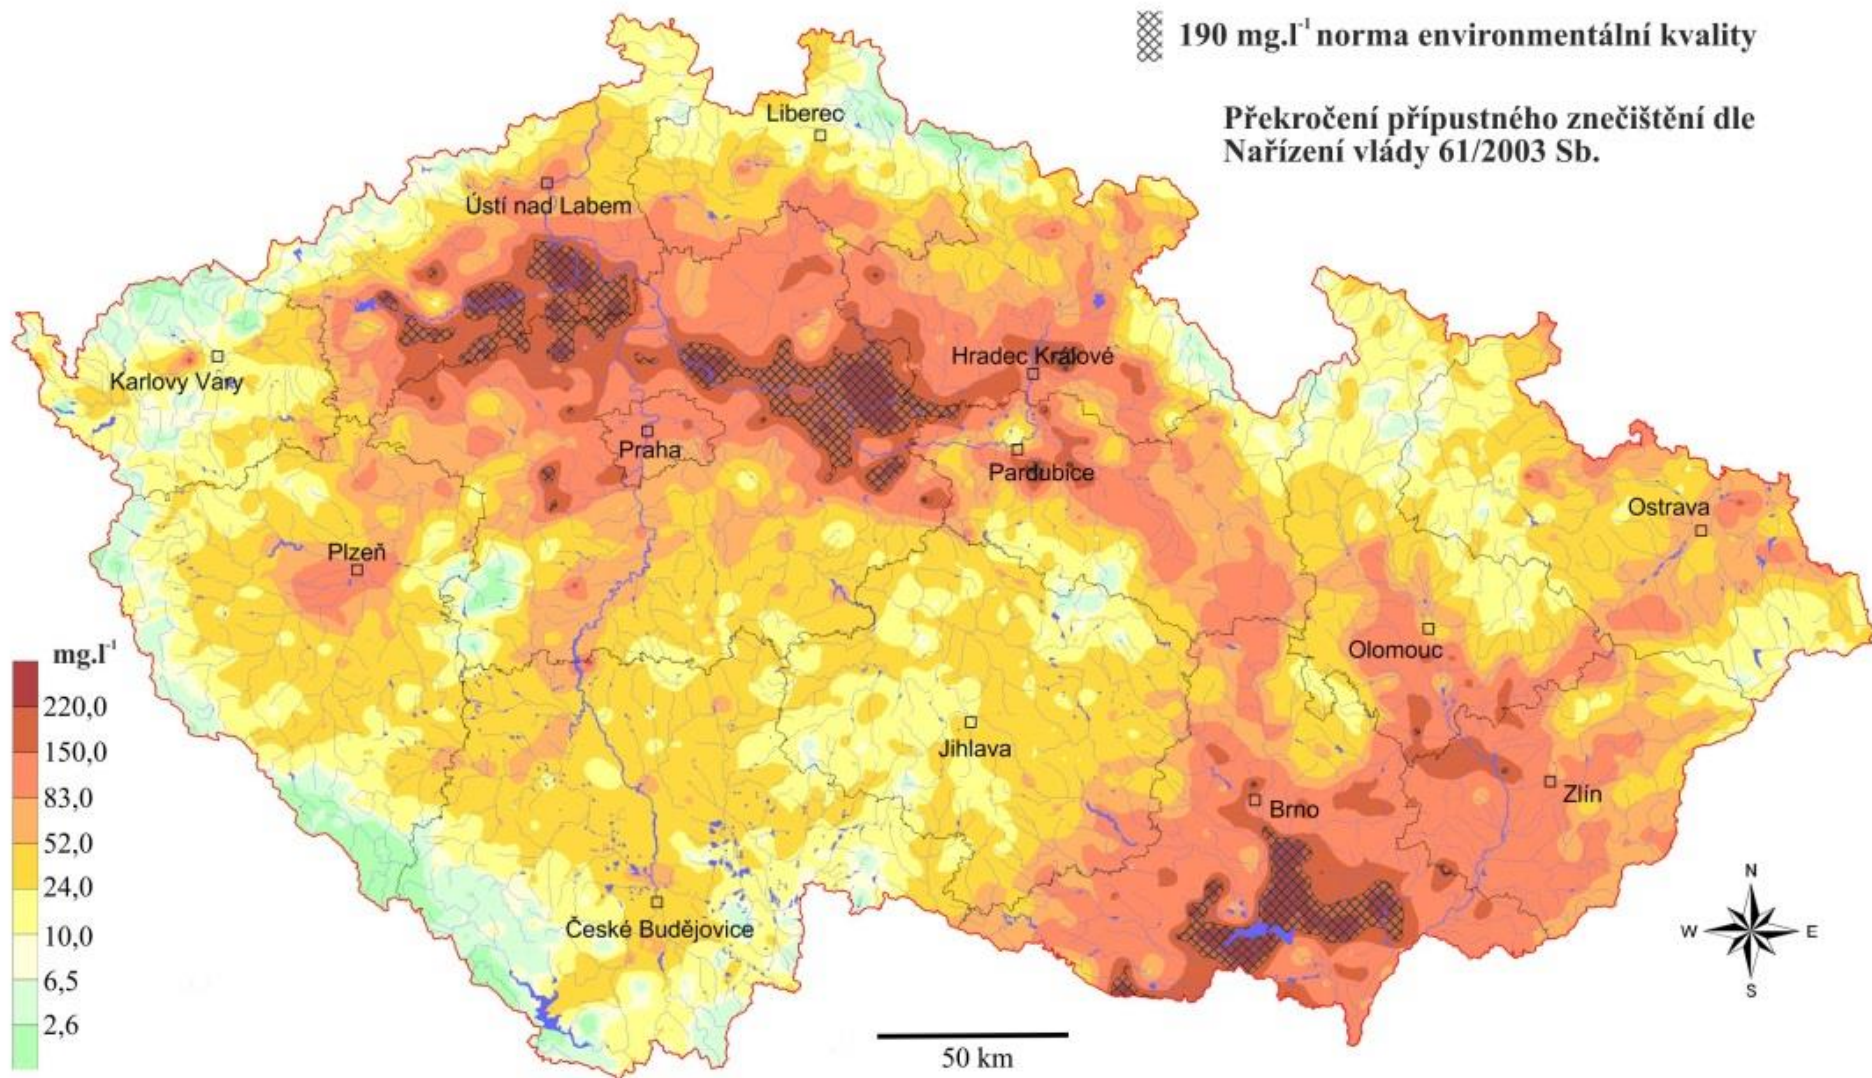 190 mg.l⁻¹ norma environmentální kvality
Překročení přípustného znečištění dle
Nařízení vlády 61/2003 Sb.
Liberec
Ústí nad Labem
Hradec Králové
Karlovy Vary
Praha
Pardubice
Ostrava
Plzeň
Olomouc
Jihlava
Zlín
Brno
České Budějovice
mg.l⁻¹
220,0
150,0
83,0
52,0
24,0
10,0
6,5
2,6
N
W E
S
50 km